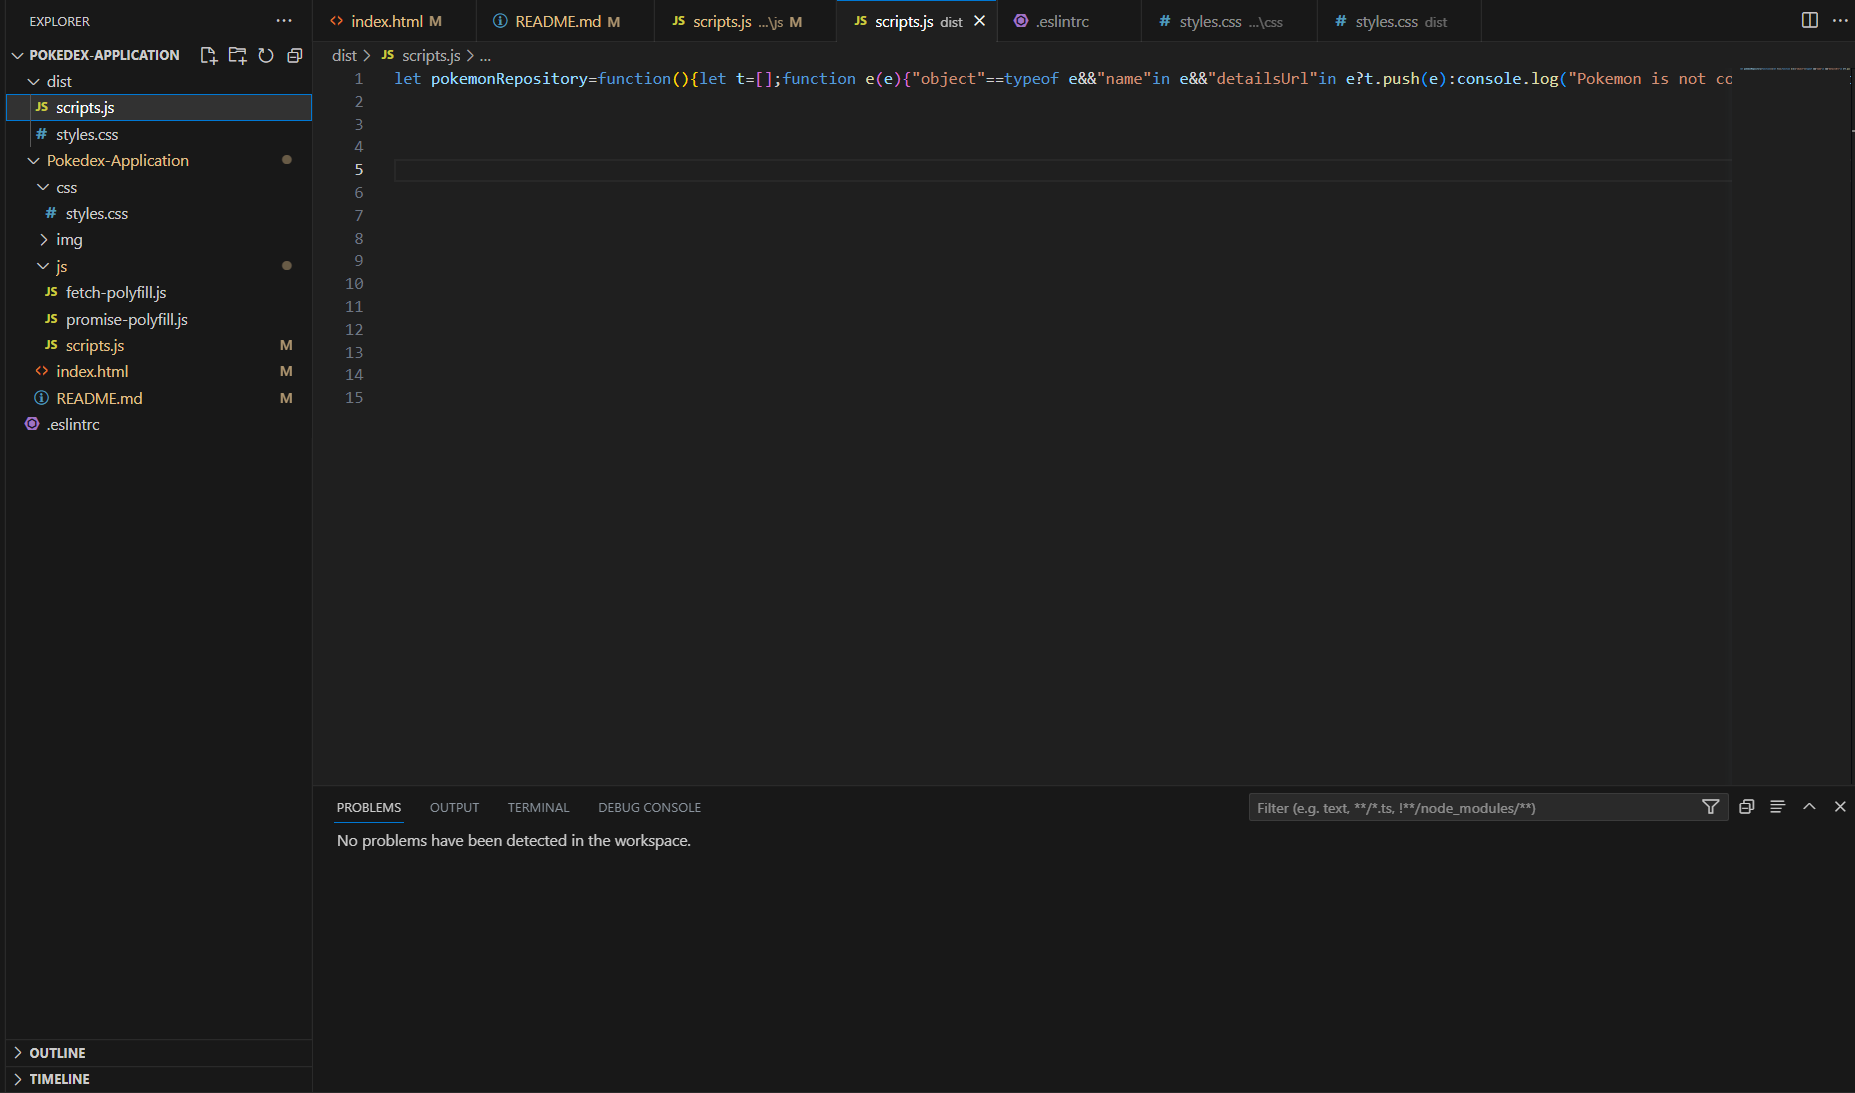 EXPLORER
POKEDEX-APPLICATION
dist
JS scripts.js
# styles.css
Pokedex-Application
css
# styles.css
img
js
JS fetch-polyfill.js
JS promise-polyfill.js
JS scripts.js M
<> index.html M
README.md M
.eslintrc
OUTLINE
TIMELINE
<> index.html M
README.md M
JS scripts.js ...\js M
JS scripts.js dist
.eslintrc
# styles.css ...\css
# styles.css dist
dist > JS scripts.js > ...
1 let pokemonRepository=function(){let t=[];function e(e){"object"==typeof e&&"name"in e&&"detailsUrl"in e?t.push(e):console.log("Pokemon is not co
2
3
4
5
6
7
8
9
10
11
12
13
14
15
PROBLEMS OUTPUT TERMINAL DEBUG CONSOLE
Filter (e.g. text, **/*.ts, !**/node_modules/**)
No problems have been detected in the workspace.